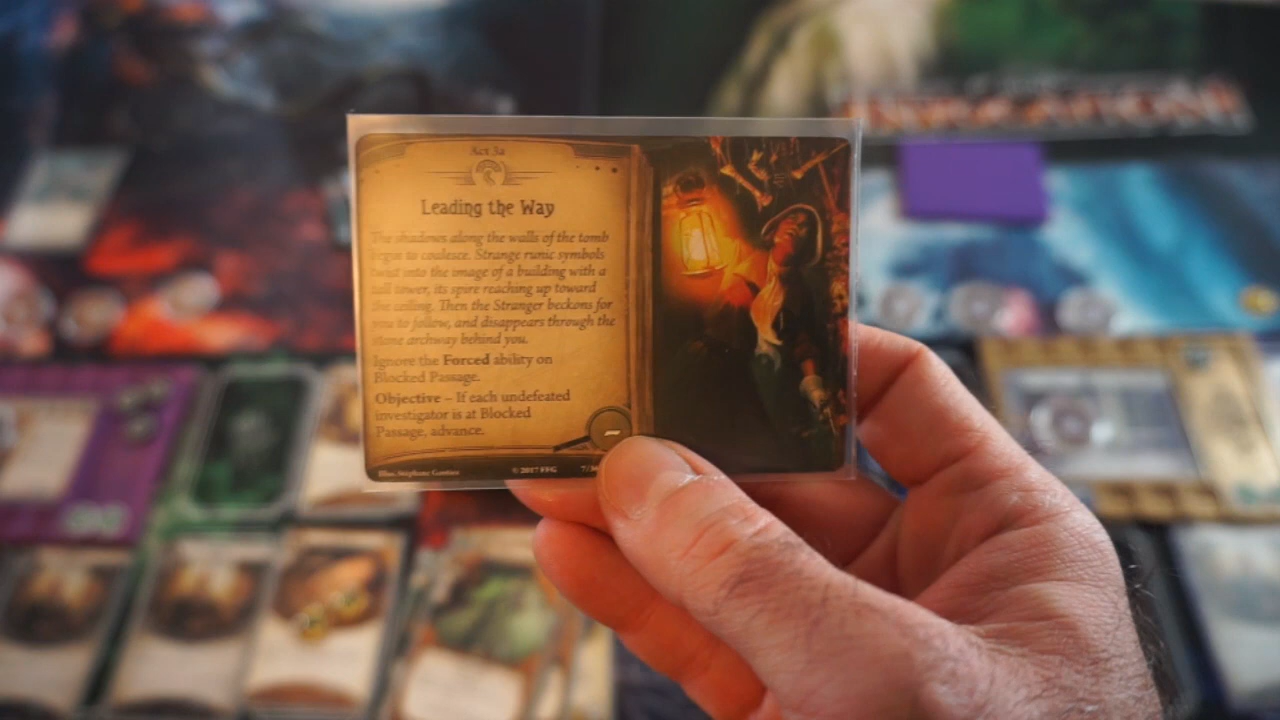 Act 3a
Leading the Way
The shadows along the walls of the tomb
begin to coalesce. Strange runic symbols
twist into the image of a building with a
tall tower, its spire reaching up toward
the ceiling. Then the Stranger beckons for
you to follow, and disappears through the
stone archway behind you.
Ignore the Forced ability on
Blocked Passage.
Objective – If each undefeated
investigator is at Blocked
Passage, advance.
Illus. Stephane Gantiez
© 2017 FFG